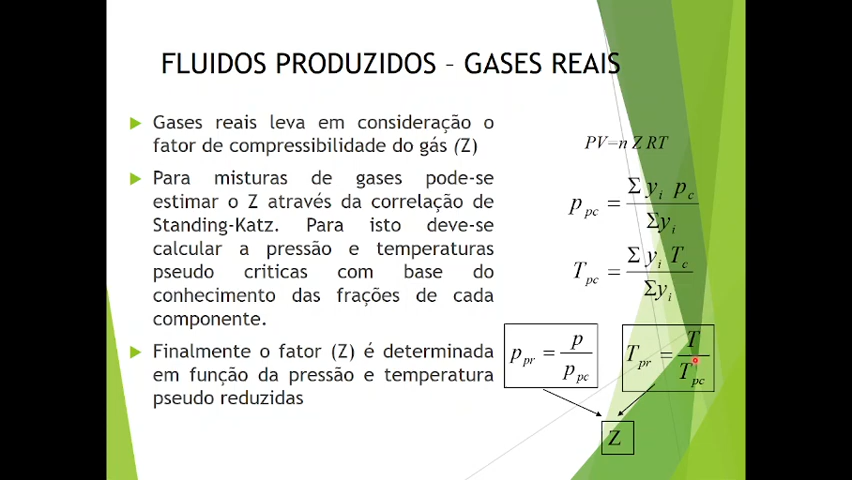 FLUIDOS PRODUZIDOS – GASES REAIS
Gases reais leva em consideração o
fator de compressibilidade do gás (Z)
Para misturas de gases pode-se
estimar o Z através da correlação de
Standing-Katz. Para isto deve-se
calcular a pressão e temperaturas
pseudo criticas com base do
conhecimento das frações de cada
componente.
Finalmente o fator (Z) é determinada
em função da pressão e temperatura
pseudo reduzidas
PV=n Z RT
p_pc = Σ y_i p_c / Σy_i
T_pc = Σ y_i T_c / Σy_i
p_pr = p / p_pc
T_pr = T / T_pc
Z